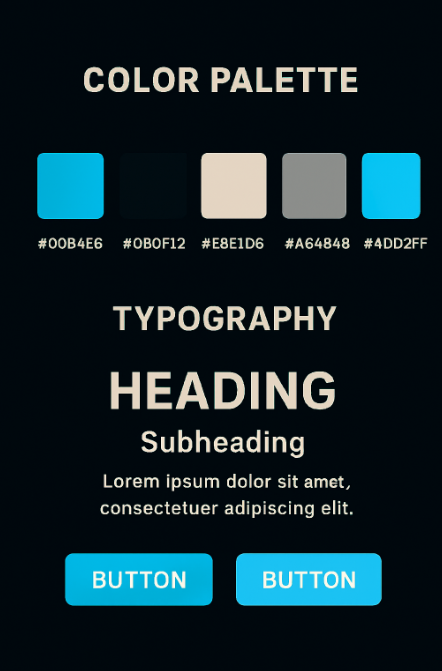 COLOR PALETTE
#00B4E6 #0B0F12 #E8E1D6 #A64848 #4DD2FF
TYPOGRAPHY
HEADING
Subheading
Lorem ipsum dolor sit amet,
consectetuer adipiscing elit.
BUTTON BUTTON